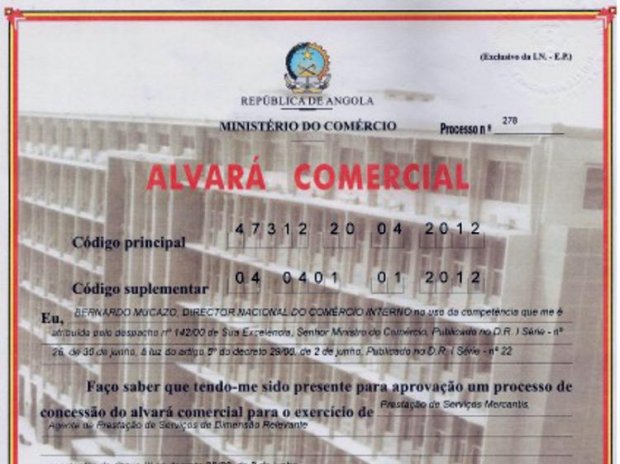 (Exclusivo da I.N. - E.P.)
REPÚBLICA DE ANGOLA
MINISTÉRIO DO COMÉRCIO
Processo n º 278
ALVARÁ COMERCIAL
Código principal 47312 20 04 2012
Código suplementar 04 0401 01 2012
Eu, BERNARDO MUCAZO, DIRECTOR NACIONAL DO COMÉRCIO INTERNO no uso da competência que me é
atribuida pelo despacho nº 142/00 de Sua Excelência, Senhor Ministro do Comércio, Publicado no D.R. I Série - nº
26, de 30 de junho, à luz do artigo 5º do decreto 29/00, de 2 de junho, Publicado no D.R. I Série - nº 22
Faço saber que tendo-me sido presente para aprovação um processo de
concessão do alvará comercial para o exercício de Prestação de Serviços Mercantis,
Agente de Prestação de Serviços de Dimensão Relevante